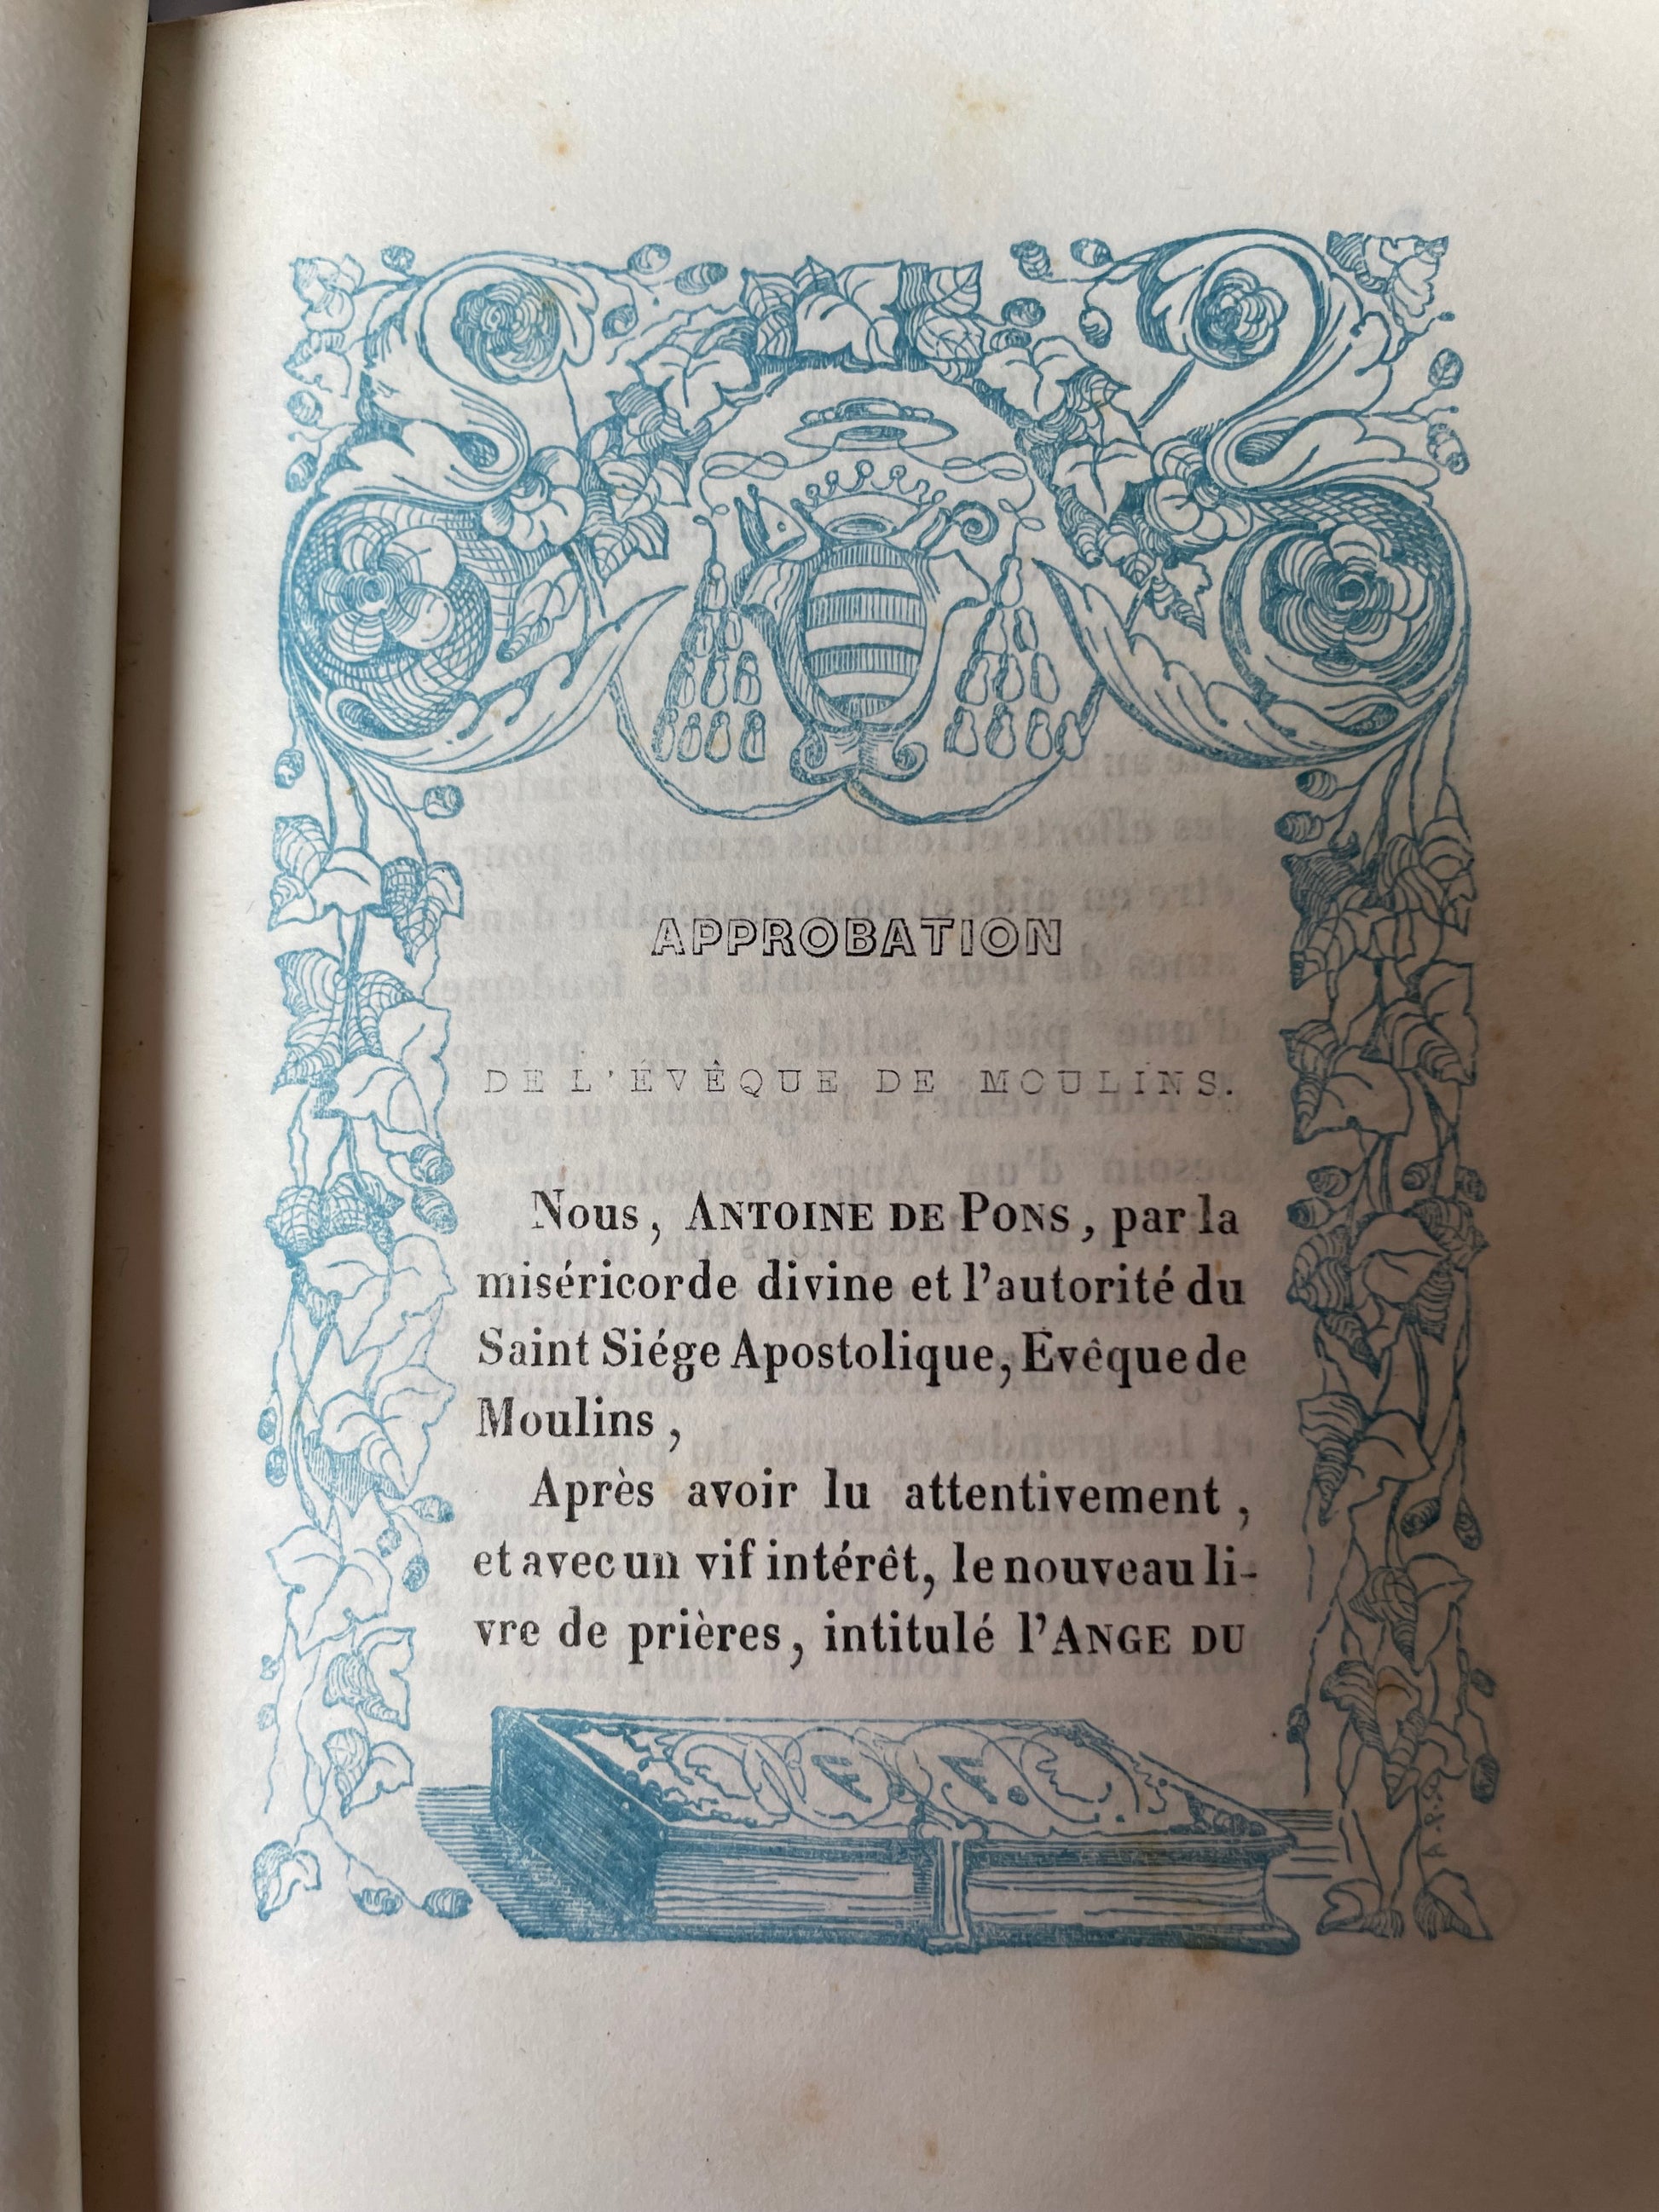 APPROBATION
DE L'ÉVÊQUE DE MOULINS.
Nous, ANTOINE DE PONS, par la
miséricorde divine et l'autorité du
Saint Siége Apostolique, Evêque de
Moulins,
Après avoir lu attentivement,
et avec un vif intérêt, le nouveau li-
vre de prières, intitulé l'ANGE DU